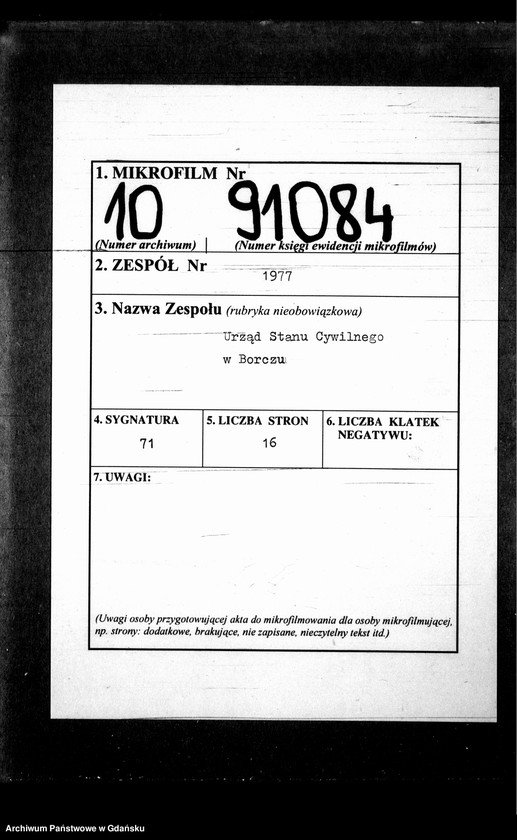 1. MIKROFILM Nr
10 91084
(Numer archiwum) (Numer księgi ewidencji mikrofilmów)
2. ZESPÓŁ Nr
1977
3. Nazwa Zespołu (rubryka nieobowiązkowa)
Urząd Stanu Cywilnego
w Borczu
4. SYGNATURA 5. LICZBA STRON 6. LICZBA KLATEK
NEGATYWU:
71 16
7. UWAGI:
(Uwagi osoby przygotowującej akta do mikrofilmowania dla osoby mikrofilmującej,
np. strony: dodatkowe, brakujące, nie zapisane, nieczytelny tekst itd.)
Archiwum Państwowe w Gdańsku